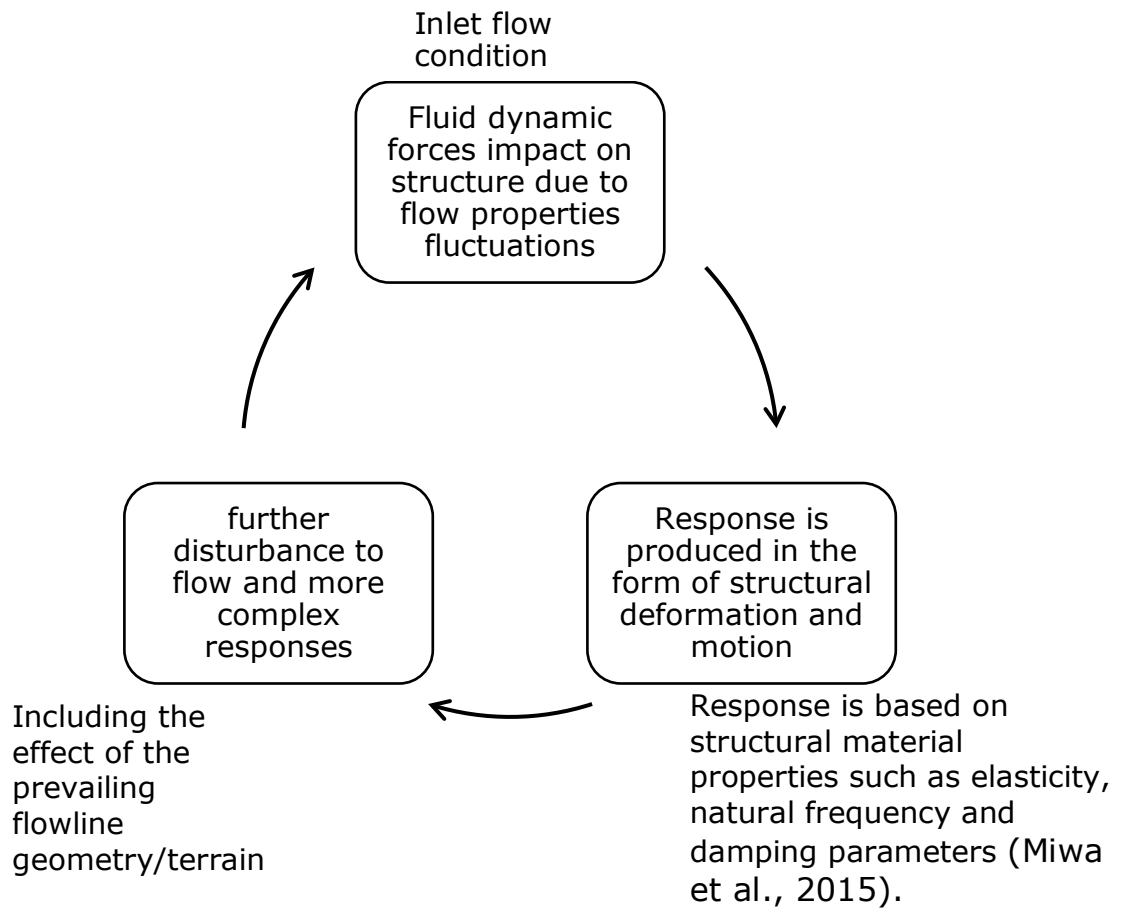 Inlet flow
condition
Fluid dynamic
forces impact on
structure due to
flow properties
fluctuations
further
disturbance to
flow and more
complex
responses
Response is
produced in the
form of structural
deformation and
motion
Including the
effect of the
prevailing
flowline
geometry/terrain
Response is based on
structural material
properties such as elasticity,
natural frequency and
damping parameters (Miwa
et al., 2015).